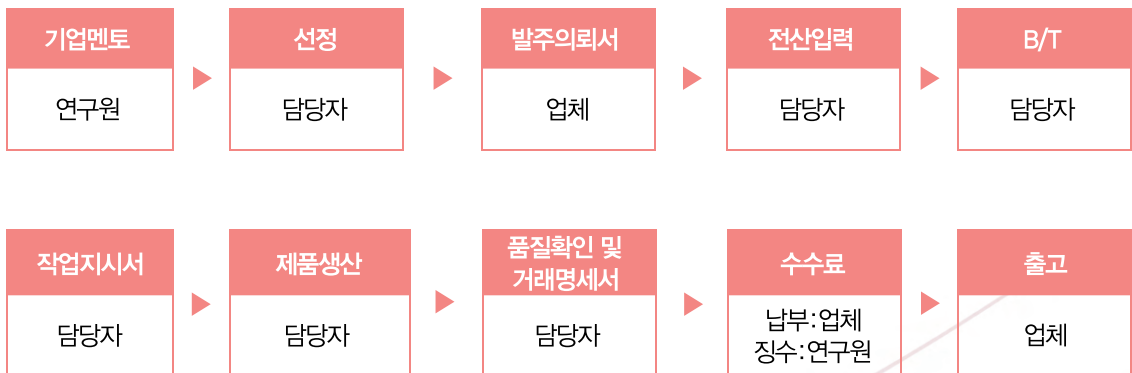 기업멘토
연구원
선정
담당자
발주의뢰서
업체
전산입력
담당자
B/T
담당자
작업지시서
담당자
제품생산
담당자
품질확인 및
거래명세서
담당자
수수료
납부:업체
징수:연구원
출고
업체